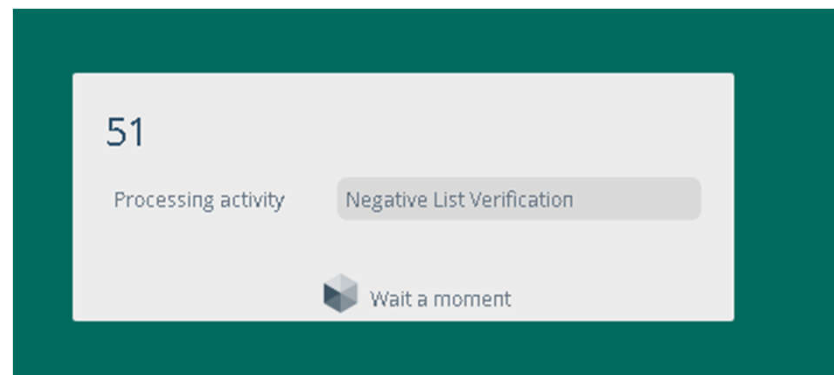 51
Processing activity Negative List Verification
Wait a moment